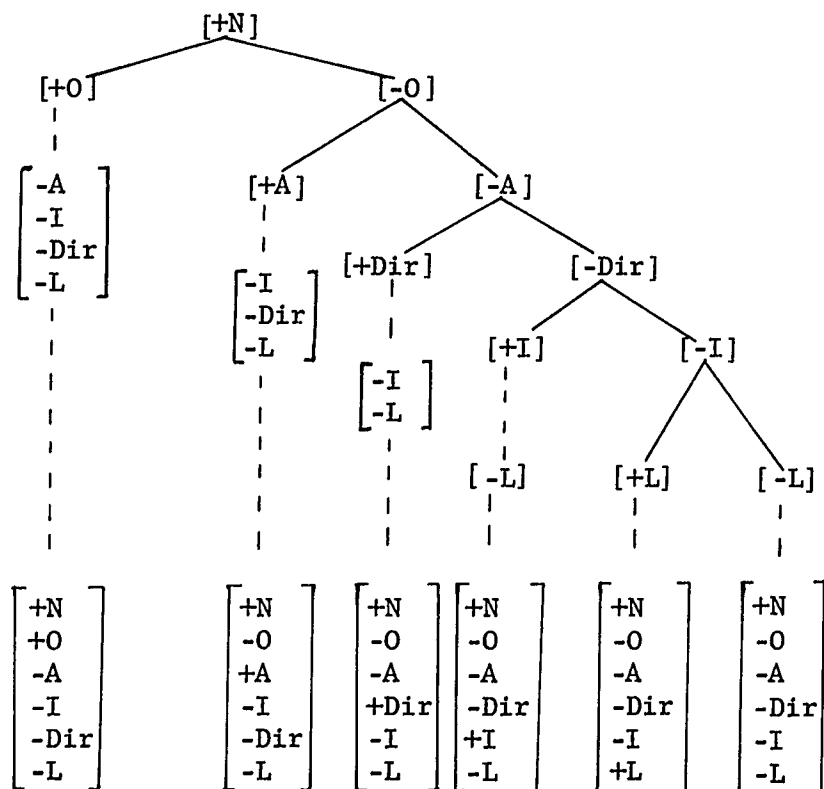 [+N]
[+O] [-O]
[+A] [-A]
-A
-I
-Dir
-L
[+Dir] [-Dir]
-I
-Dir
-L
[+I] [-I]
-I
-L
[-L] [+L] [-L]
+N +N +N +N +N +N
+O -O -O -O -O -O
-A +A -A -A -A -A
-I -I +Dir -Dir -Dir -Dir
-Dir -Dir -I +I -I -I
-L -L -L -L +L -L